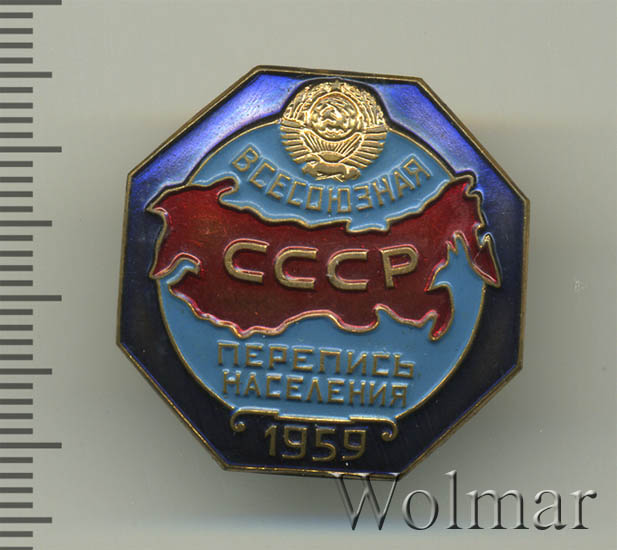 ВСЕСОЮЗНАЯ
СССР
ПЕРЕПИСЬ
НАСЕЛЕНИЯ
1959
Wolmar